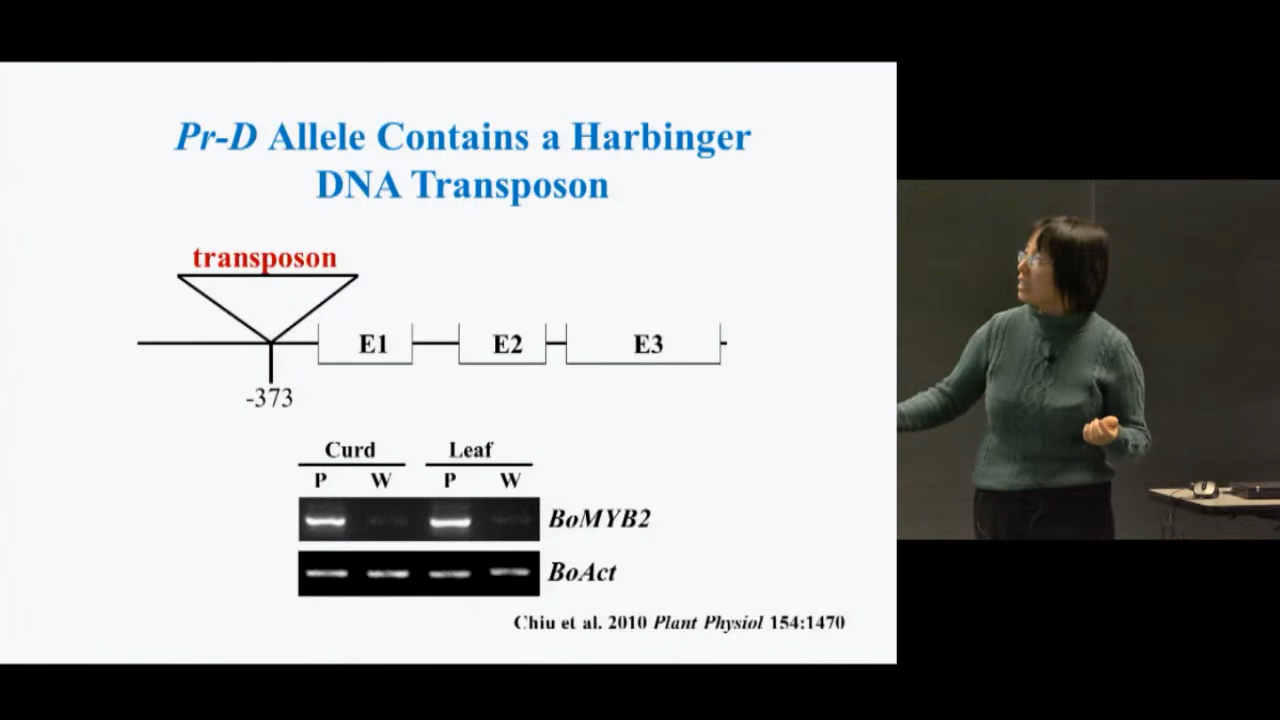 Pr-D Allele Contains a Harbinger
DNA Transposon
transposon
E1 E2 E3
-373
Curd Leaf
P W P W
BoMYB2
BoAct
Chiu et al. 2010 Plant Physiol 154:1470